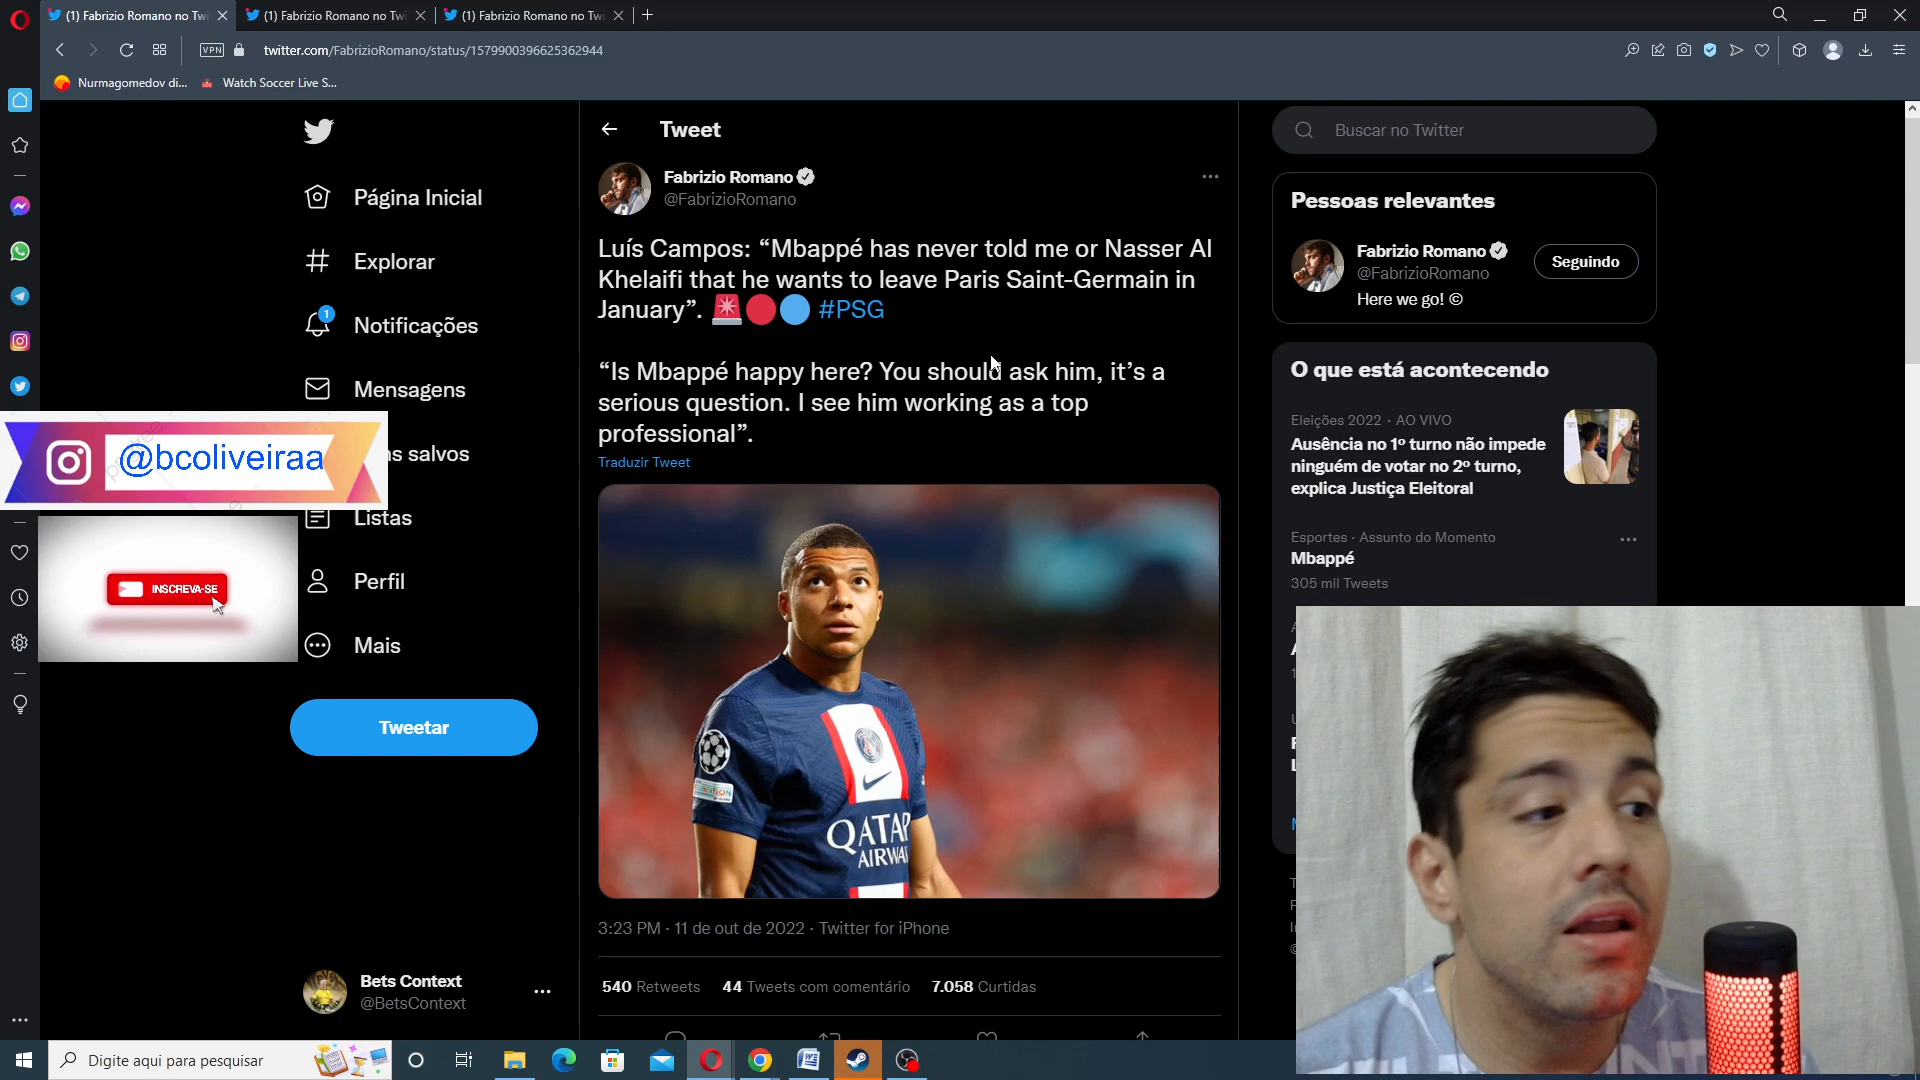 (1) Fabrizio Romano no Twi
(1) Fabrizio Romano no Twi
(1) Fabrizio Romano no Twi
VPN
twitter.com/FabrizioRomano/status/1579900396625362944
Nurmagomedov di...
Watch Soccer Live S...
Tweet
Buscar no Twitter
Fabrizio Romano
@FabrizioRomano
Luís Campos: “Mbappé has never told me or Nasser Al
Khelaifi that he wants to leave Paris Saint-Germain in
January”. 🚨🔴🔵 #PSG
“Is Mbappé happy here? You should ask him, it’s a
serious question. I see him working as a top
professional”.
Traduzir Tweet
QATAR
AIRWAY
3:23 PM · 11 de out de 2022 · Twitter for iPhone
540 Retweets 44 Tweets com comentário 7.058 Curtidas
Página Inicial
Explorar
1
Notificações
Mensagens
ns salvos
Listas
Perfil
Mais
Tweetar
@bcoliveiraa
INSCREVA-SE
Bets Context
@BetsContext
Pessoas relevantes
Fabrizio Romano
@FabrizioRomano
Seguindo
Here we go! ©
O que está acontecendo
Eleições 2022 · AO VIVO
Ausência no 1º turno não impede
ninguém de votar no 2º turno,
explica Justiça Eleitoral
Esportes · Assunto do Momento
Mbappé
305 mil Tweets
Digite aqui para pesquisar